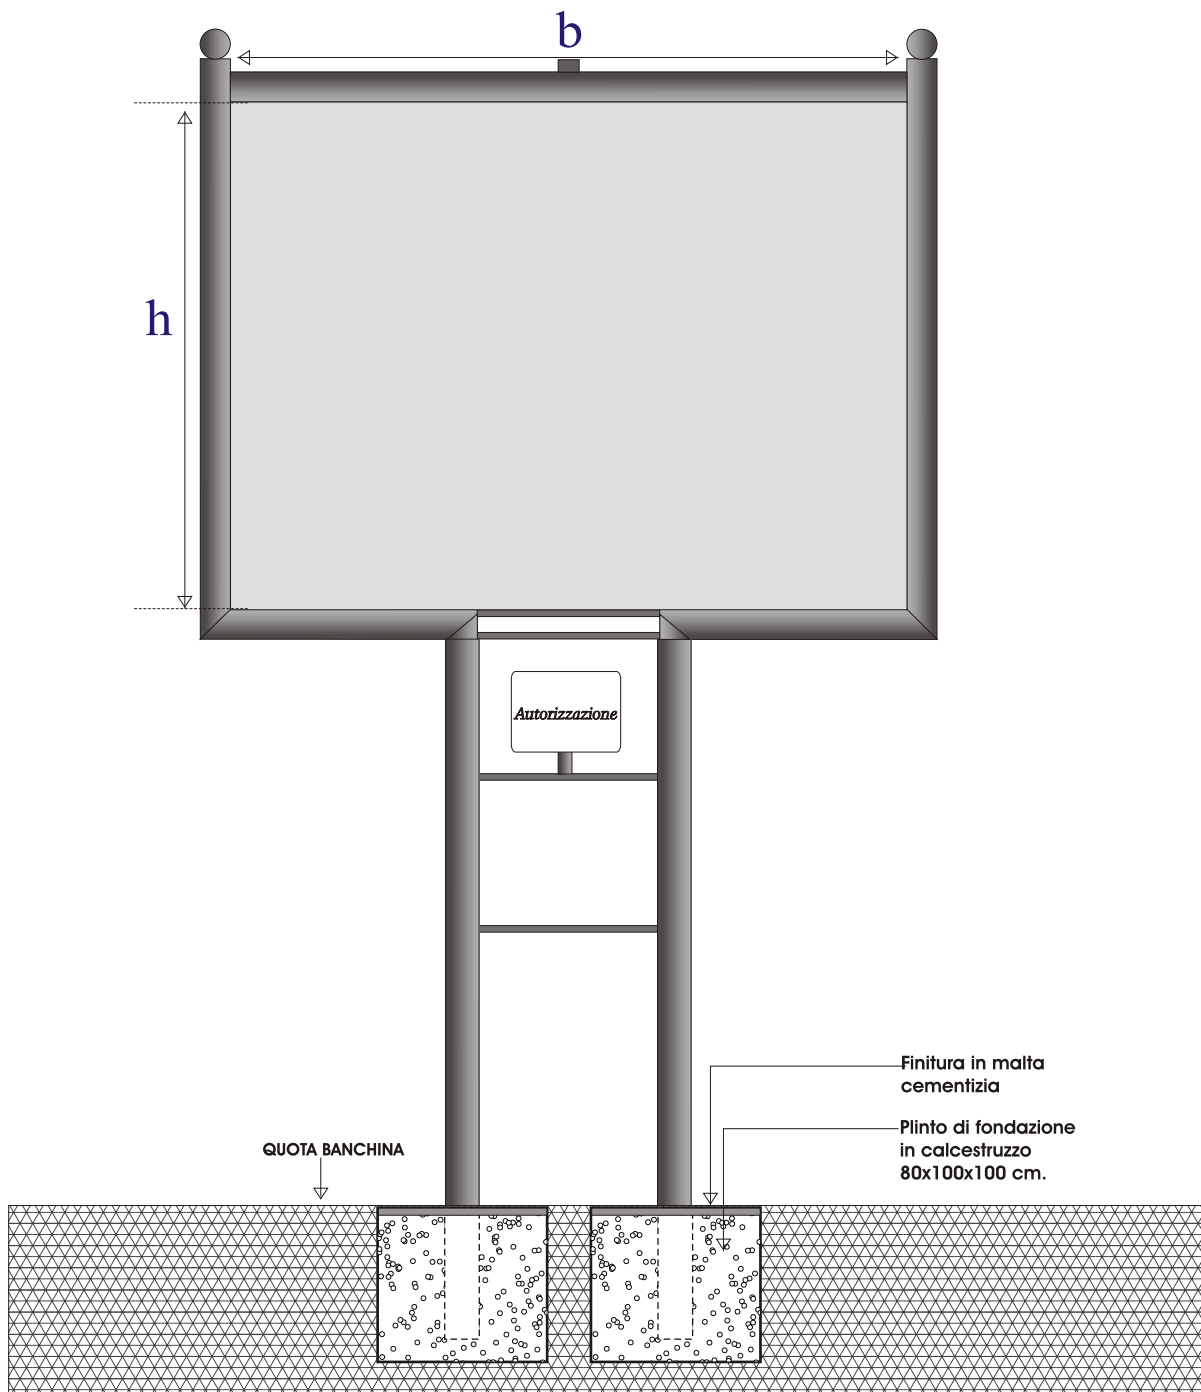 b
h
Autorizzazione
Finitura in malta
cementizia
QUOTA BANCHINA
Plinto di fondazione
in calcestruzzo
80x100x100 cm.